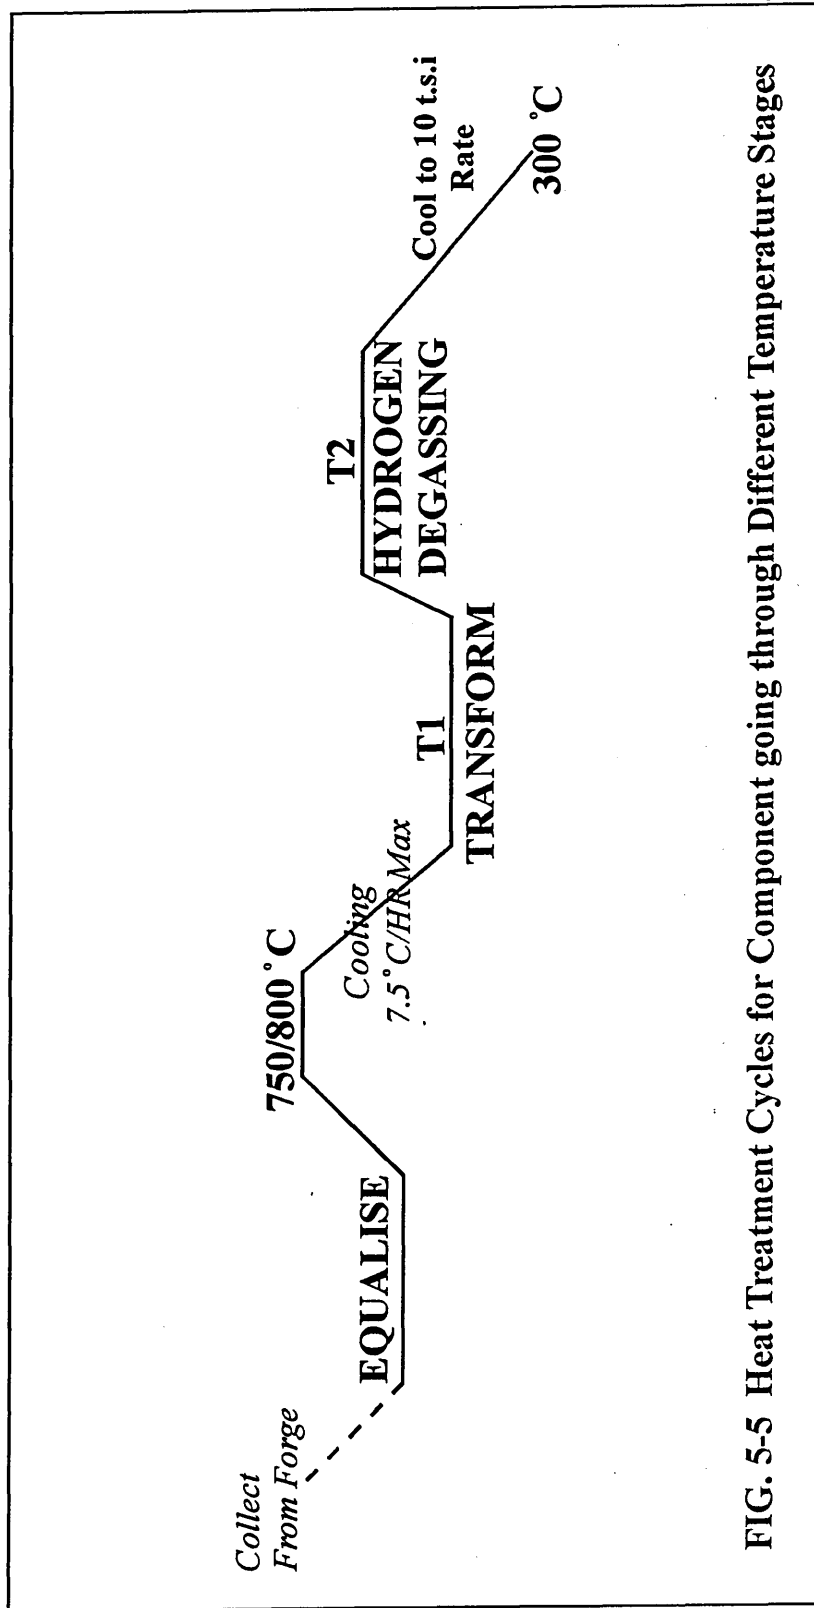 Collect
From Forge
EQUALISE
750/800 °C
Cooling
7.5° C/HR Max
T1
TRANSFORM
T2
HYDROGEN
DEGASSING
Cool to 10 t.s.i
Rate
300 °C
FIG. 5-5 Heat Treatment Cycles for Component going through Different Temperature Stages